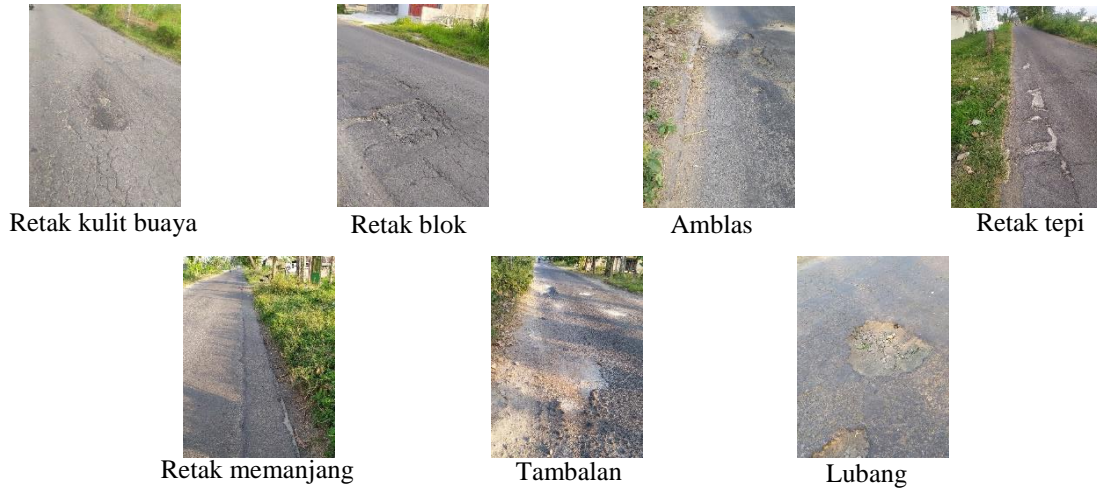 Retak kulit buaya
Retak blok
Amblas
Retak tepi
Retak memanjang
Tambalan
Lubang